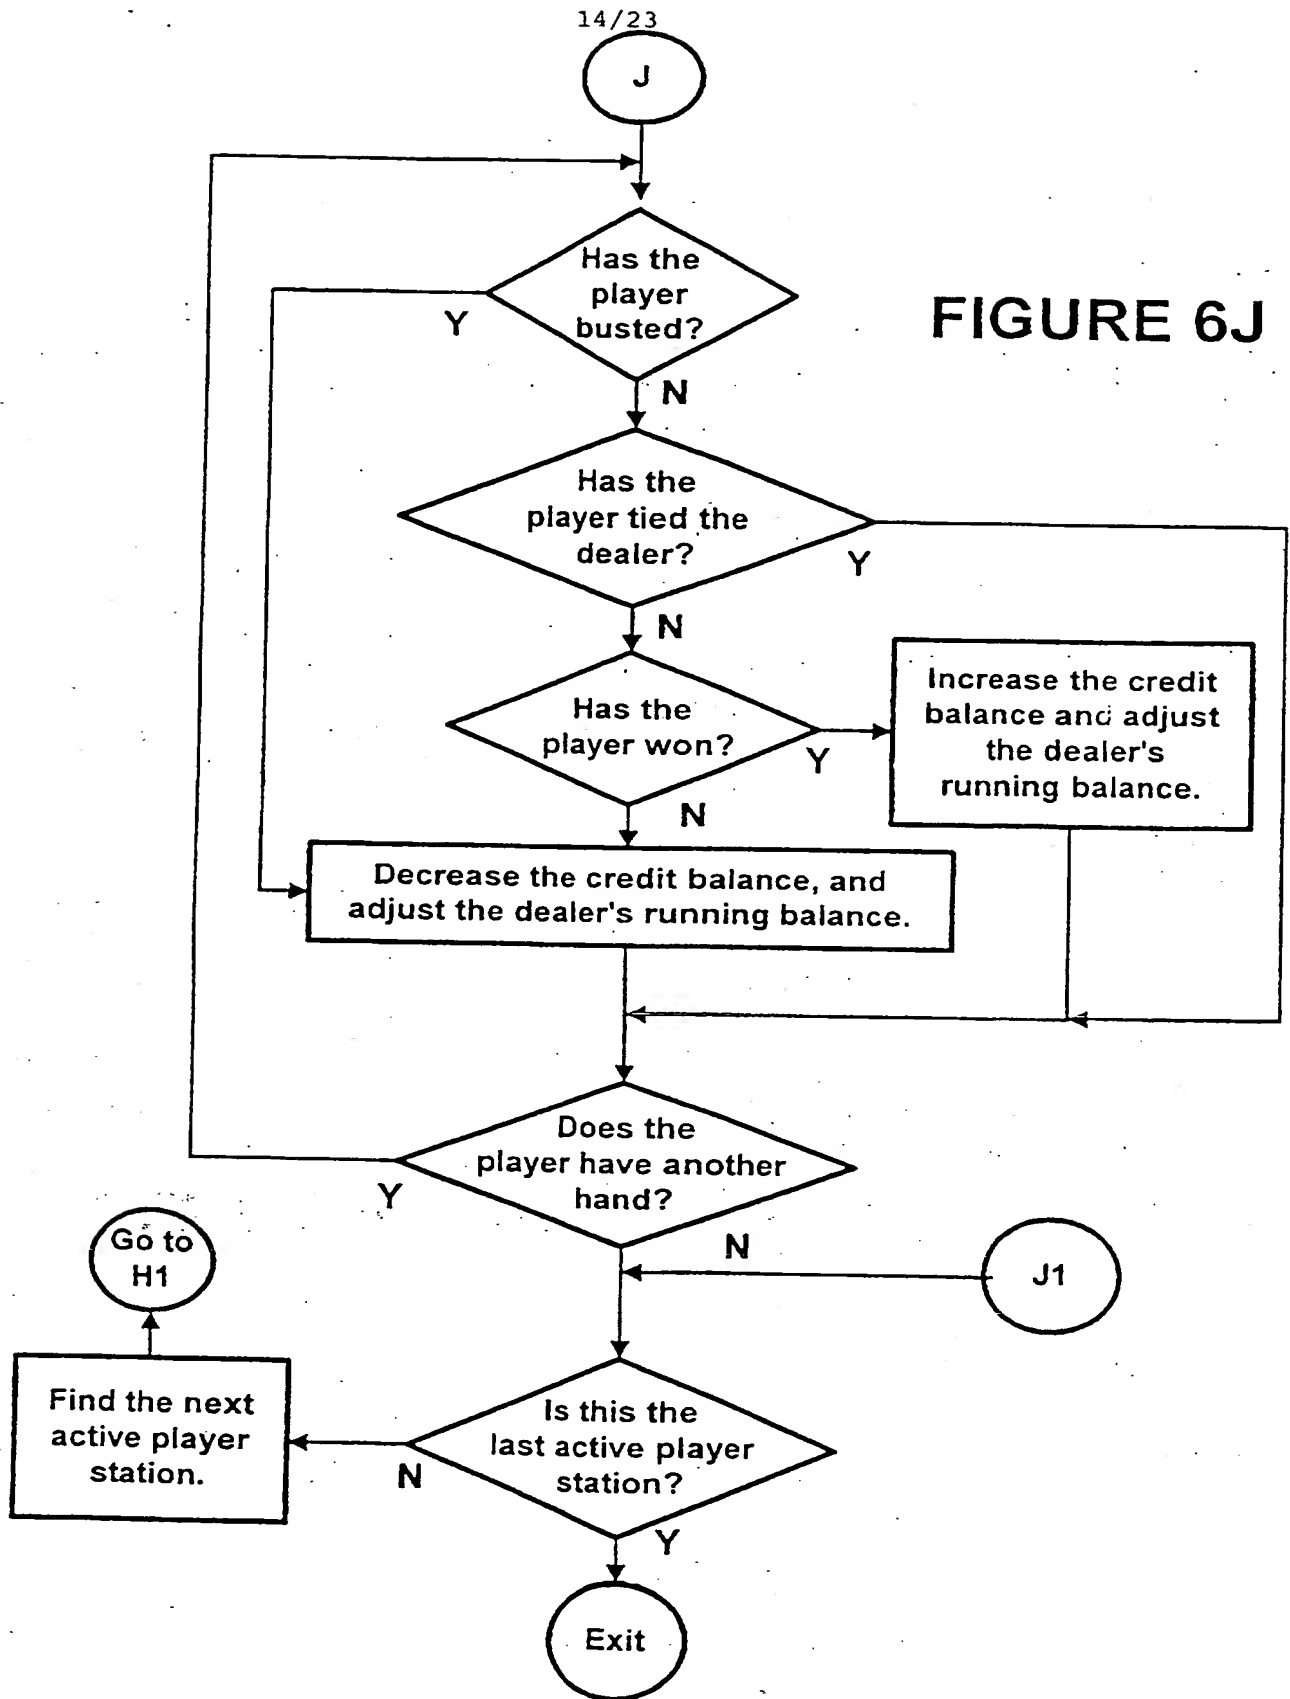 14/23
J
Has the
player
busted?
Y
N
FIGURE 6J
Has the
player tied the
dealer?
Y
N
Has the
player won?
Y
N
Increase the credit
balance and adjust
the dealer's
running balance.
Decrease the credit balance, and
adjust the dealer's running balance.
Does the
player have another
hand?
Y
N
J1
Go to
H1
Find the next
active player
station.
Is this the
last active player
station?
N
Y
Exit